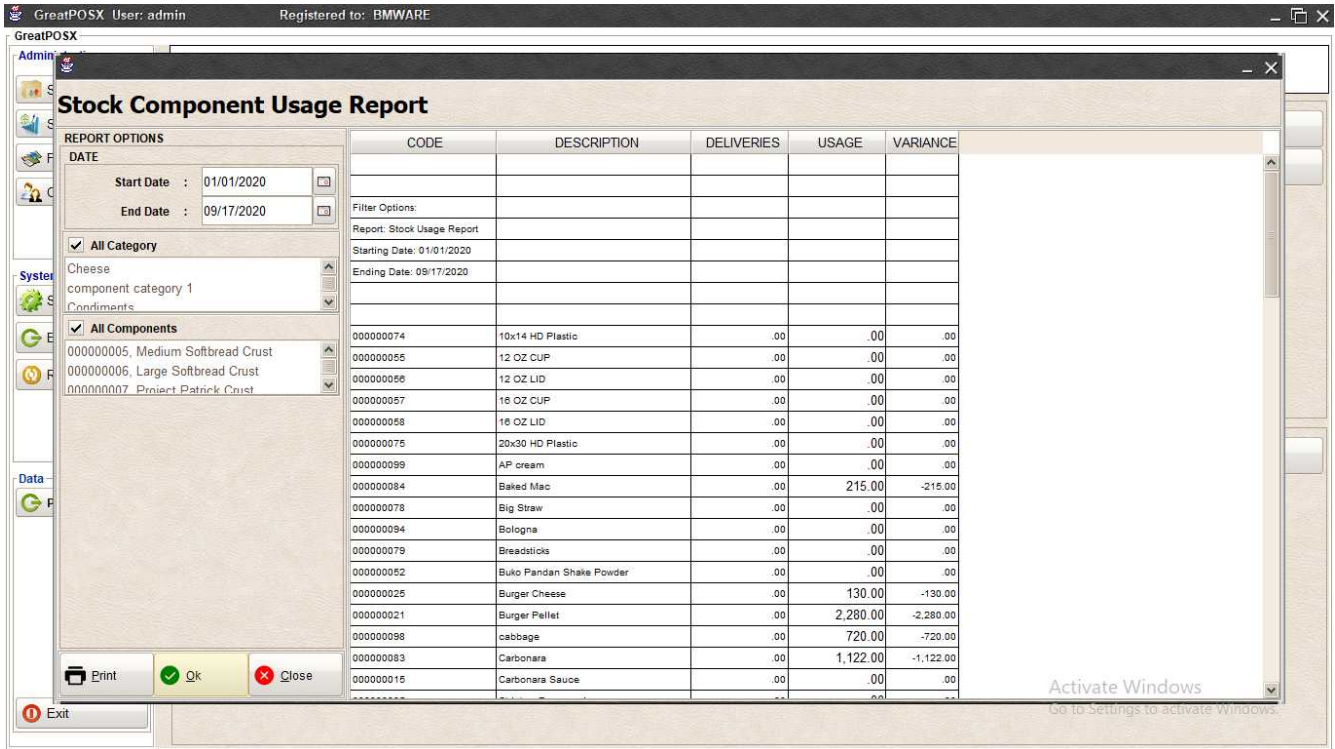 GreatPOSX User: admin Registered to: BMWARE
GreatPOSX
Stock Component Usage Report
REPORT OPTIONS
DATE
Start Date : 01/01/2020
End Date : 09/17/2020
All Category
Cheese
component category 1
Condiments
All Components
000000005, Medium Softbread Crust
000000006, Large Softbread Crust
000000007, Project Patrick Crust
Print Ok Close
CODE DESCRIPTION DELIVERIES USAGE VARIANCE
Filter Options:
Report: Stock Usage Report
Starting Date: 01/01/2020
Ending Date: 09/17/2020
000000074 10x14 HD Plastic .00 .00 .00
000000055 12 OZ CUP .00 .00 .00
000000056 12 OZ LID .00 .00 .00
000000057 16 OZ CUP .00 .00 .00
000000058 16 OZ LID .00 .00 .00
000000075 20x30 HD Plastic .00 .00 .00
000000099 AP cream .00 .00 .00
000000084 Baked Mac .00 215.00 -215.00
000000078 Big Straw .00 .00 .00
000000094 Bologna .00 .00 .00
000000079 Breadsticks .00 .00 .00
000000052 Buko Pandan Shake Powder .00 .00 .00
000000025 Burger Cheese .00 130.00 -130.00
000000021 Burger Pellet .00 2,280.00 -2,280.00
000000098 cabbage .00 720.00 -720.00
000000083 Carbonara .00 1,122.00 -1,122.00
000000015 Carbonara Sauce .00 .00 .00
Data
Exit
Activate Windows
Go to Settings to activate Windows.